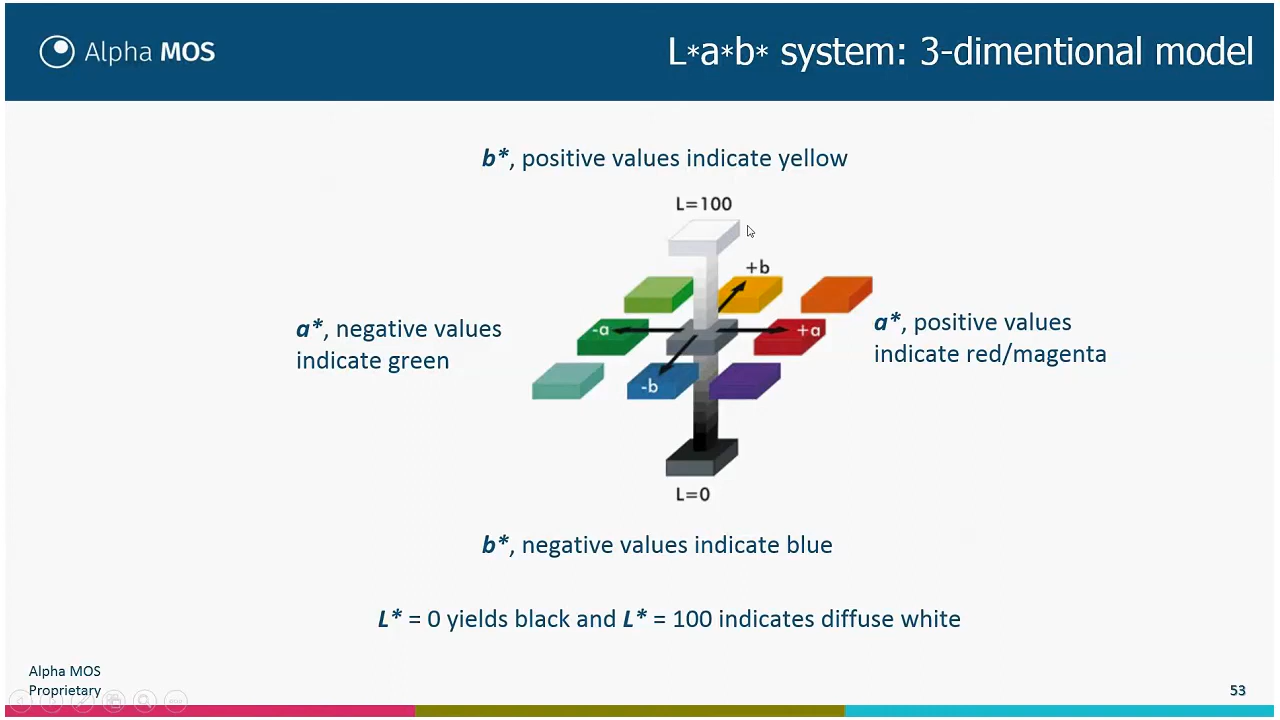 Alpha MOS
L*a*b* system: 3-dimentional model
b*, positive values indicate yellow
L=100
+b
-a
+a
-b
a*, negative values
indicate green
a*, positive values
indicate red/magenta
L=0
b*, negative values indicate blue
L* = 0 yields black and L* = 100 indicates diffuse white
Alpha MOS
Proprietary
53